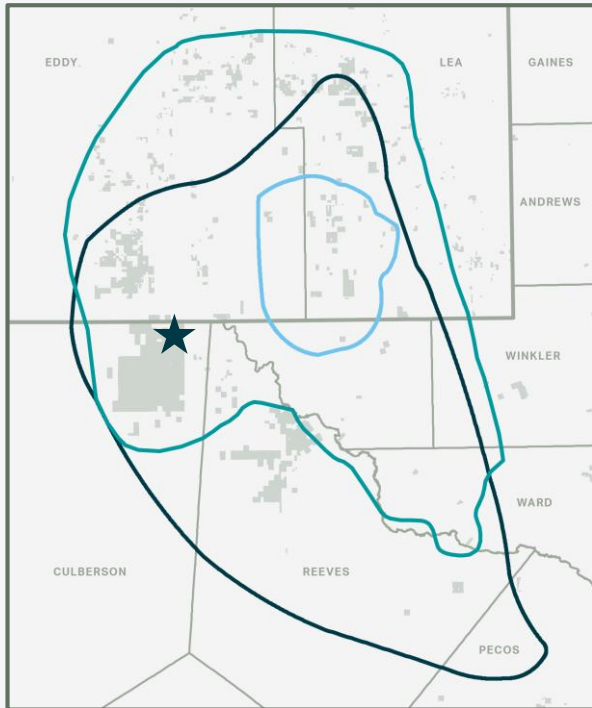 EDDY
LEA
GAINES
ANDREWS
WINKLER
WARD
CULBERSON
REEVES
PECOS